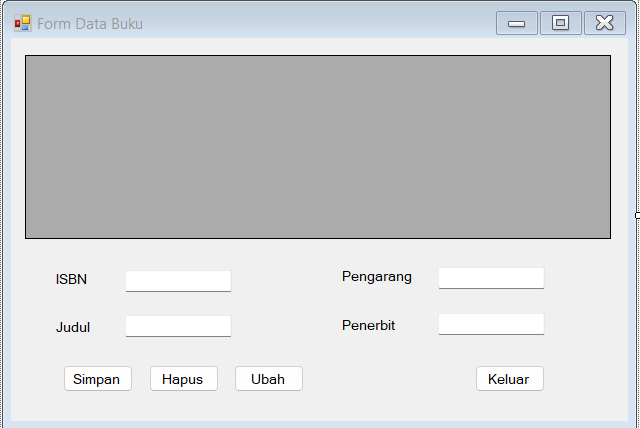 Form Data Buku
ISBN
Pengarang
Judul
Penerbit
Simpan
Hapus
Ubah
Keluar